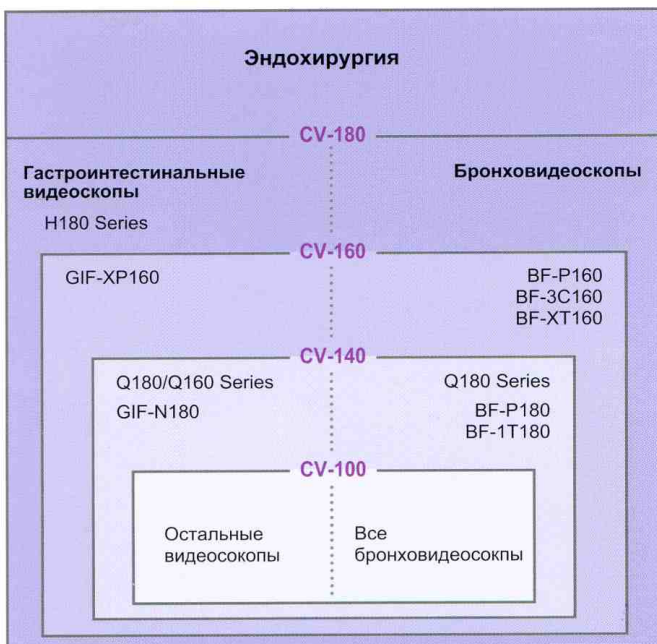 Эндохирургия
CV-180
Гастроинтестинальные
видеоскопы
Бронховидеоскопы
H180 Series
CV-160
GIF-XP160
BF-P160
BF-3C160
BF-XT160
CV-140
Q180/Q160 Series
GIF-N180
Q180 Series
BF-P180
BF-1T180
CV-100
Остальные
видеосокопы
Все
бронховидеосокпы